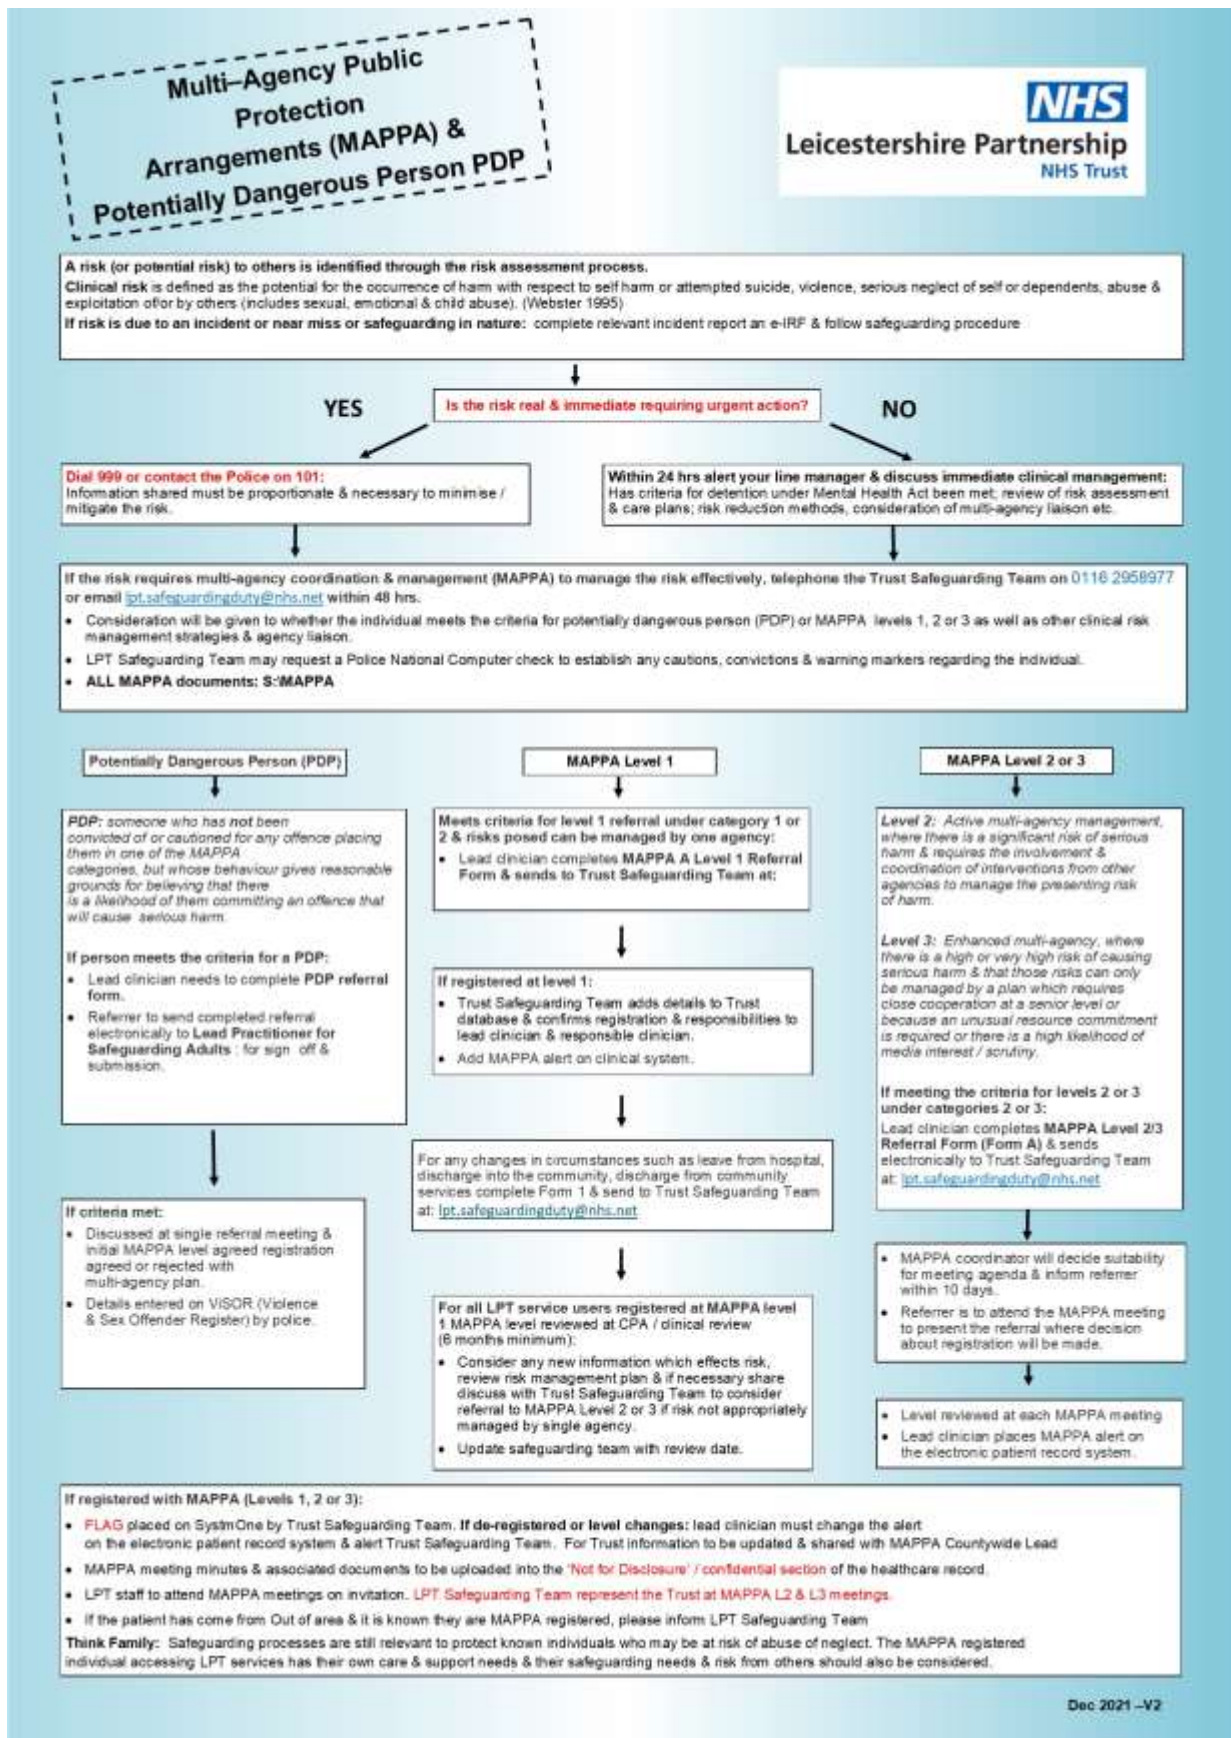 Multi–Agency Public
Protection
Arrangements (MAPPA) &
Potentially Dangerous Person PDP
NHS
Leicestershire Partnership
NHS Trust
A risk (or potential risk) to others is identified through the risk assessment process.
Clinical risk is defined as the potential for the occurrence of harm with respect to self harm or attempted suicide, violence, serious neglect of self or dependents, abuse &
exploitation of/or by others (includes sexual, emotional & child abuse). (Webster 1995)
If risk is due to an incident or near miss or safeguarding in nature: complete relevant incident report an e-IRF & follow safeguarding procedure
Is the risk real & immediate requiring urgent action?
YES
NO
Dial 999 or contact the Police on 101:
Information shared must be proportionate & necessary to minimise /
mitigate the risk.
Within 24 hrs alert your line manager & discuss immediate clinical management:
Has criteria for detention under Mental Health Act been met; review of risk assessment
& care plans; risk reduction methods, consideration of multi-agency liaison etc.
If the risk requires multi-agency coordination & management (MAPPA) to manage the risk effectively, telephone the Trust Safeguarding Team on 0116 2958977
or email lpt.safeguardingduty@nhs.net within 48 hrs.
• Consideration will be given to whether the individual meets the criteria for potentially dangerous person (PDP) or MAPPA levels 1, 2 or 3 as well as other clinical risk
management strategies & agency liaison.
• LPT Safeguarding Team may request a Police National Computer check to establish any cautions, convictions & warning markers regarding the individual.
• ALL MAPPA documents: S:\MAPPA
Potentially Dangerous Person (PDP)
PDP: someone who has not been
convicted of or cautioned for any offence placing
them in one of the MAPPA
categories, but whose behaviour gives reasonable
grounds for believing that there
is a likelihood of them committing an offence that
will cause serious harm.
If person meets the criteria for a PDP:
• Lead clinician needs to complete PDP referral
form.
• Referrer to send completed referral
electronically to Lead Practitioner for
Safeguarding Adults : for sign off &
submission.
If criteria met:
• Discussed at single referral meeting &
initial MAPPA level agreed registration
agreed or rejected with
multi-agency plan.
• Details entered on ViSOR (Violence
& Sex Offender Register) by police.
MAPPA Level 1
Meets criteria for level 1 referral under category 1 or
2 & risks posed can be managed by one agency:
• Lead clinician completes MAPPA A Level 1 Referral
Form & sends to Trust Safeguarding Team at:
If registered at level 1:
• Trust Safeguarding Team adds details to Trust
database & confirms registration & responsibilities to
lead clinician & responsible clinician.
• Add MAPPA alert on clinical system.
For any changes in circumstances such as leave from hospital,
discharge into the community, discharge from community
services complete Form 1 & send to Trust Safeguarding Team
at: lpt.safeguardingduty@nhs.net
For all LPT service users registered at MAPPA level
1 MAPPA level reviewed at CPA / clinical review
(6 months minimum):
• Consider any new information which effects risk,
review risk management plan & if necessary share
discuss with Trust Safeguarding Team to consider
referral to MAPPA Level 2 or 3 if risk not appropriately
managed by single agency.
• Update safeguarding team with review date.
MAPPA Level 2 or 3
Level 2: Active multi-agency management,
where there is a significant risk of serious
harm & requires the involvement &
coordination of interventions from other
agencies to manage the presenting risk
of harm.
Level 3: Enhanced multi-agency, where
there is a high or very high risk of causing
serious harm & that those risks can only
be managed by a plan which requires
close cooperation at a senior level or
because an unusual resource commitment
is required or there is a high likelihood of
media interest / scrutiny.
If meeting the criteria for levels 2 or 3
under categories 2 or 3:
Lead clinician completes MAPPA Level 2/3
Referral Form (Form A) & sends
electronically to Trust Safeguarding Team
at: lpt.safeguardingduty@nhs.net
• MAPPA coordinator will decide suitability
for meeting agenda & inform referrer
within 10 days.
• Referrer is to attend the MAPPA meeting
to present the referral where decision
about registration will be made.
• Level reviewed at each MAPPA meeting
• Lead clinician places MAPPA alert on
the electronic patient record system.
If registered with MAPPA (Levels 1, 2 or 3):
• FLAG placed on SystmOne by Trust Safeguarding Team. If de-registered or level changes: lead clinician must change the alert
on the electronic patient record system & alert Trust Safeguarding Team. For Trust information to be updated & shared with MAPPA Countywide Lead
• MAPPA meeting minutes & associated documents to be uploaded into the 'Not for Disclosure' / confidential section of the healthcare record.
• LPT staff to attend MAPPA meetings on invitation. LPT Safeguarding Team represent the Trust at MAPPA L2 & L3 meetings.
• If the patient has come from Out of area & it is known they are MAPPA registered, please inform LPT Safeguarding Team
Think Family: Safeguarding processes are still relevant to protect known individuals who may be at risk of abuse of neglect. The MAPPA registered
individual accessing LPT services has their own care & support needs & their safeguarding needs & risk from others should also be considered.
Dec 2021 –V2